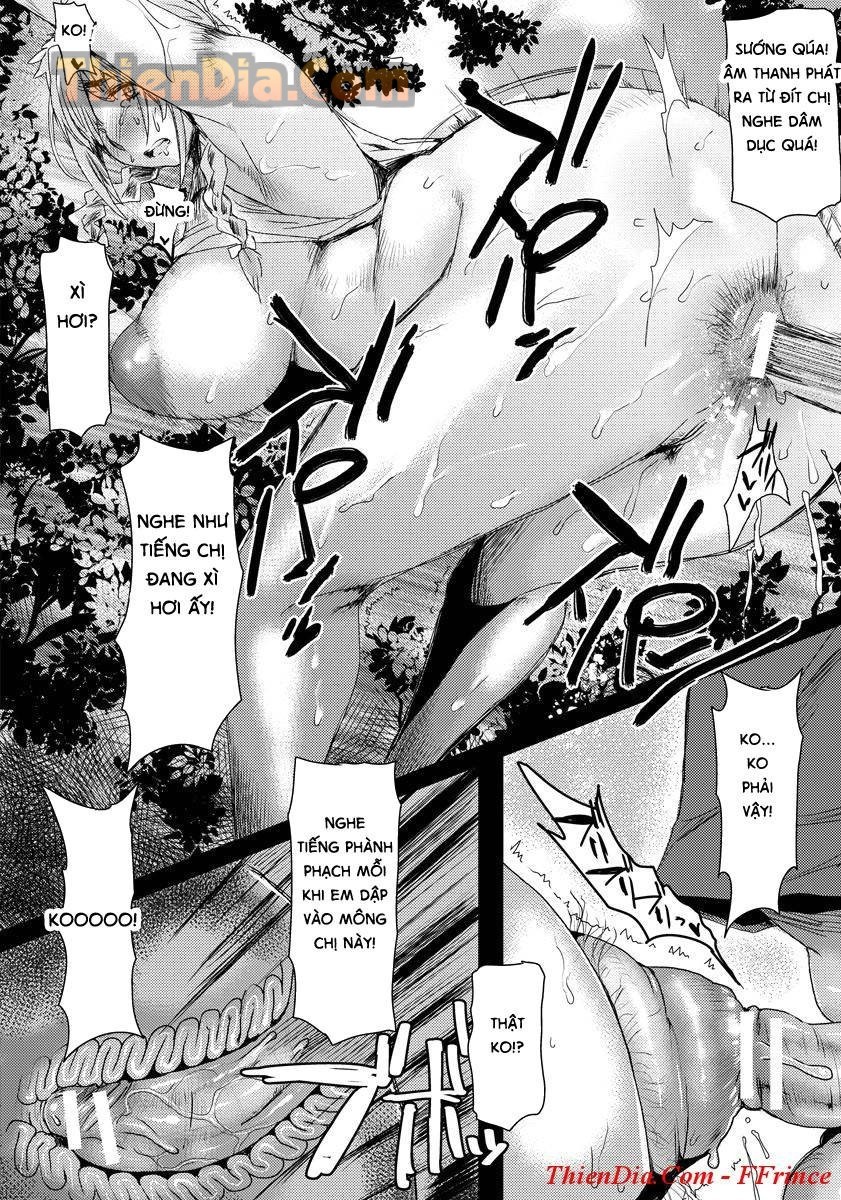 KO!
ThienDia.Com
SƯỚNG QÚA!
ÂM THANH PHÁT
RA TỪ ĐÍT CHỊ
NGHE DÂM
DỤC QUÁ!
ĐỪNG!
XÌ
HƠI?
NGHE NHƯ
TIẾNG CHỊ
ĐANG XÌ
HƠI ẤY!
KO...
KO
PHẢI
VẬY!
NGHE
TIẾNG PHÀNH
PHẠCH MỖI
KHI EM DẬP
VÀO MÔNG
CHỊ NÀY!
KOOOOO!
THẬT
KO!?
ThienDia.Com - FFrince